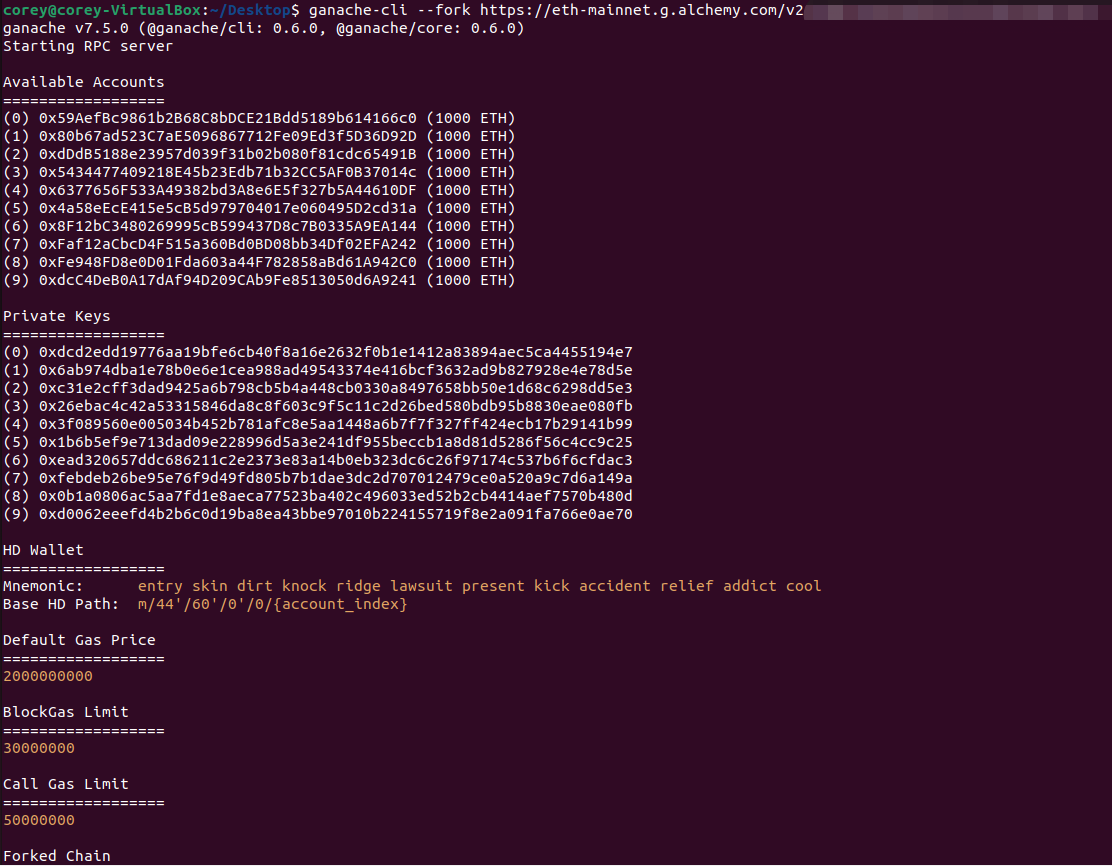 corey@corey-VirtualBox:~/Desktop$ ganache-cli --fork https://eth-mainnet.g.alchemy.com/v2
ganache v7.5.0 (@ganache/cli: 0.6.0, @ganache/core: 0.6.0)
Starting RPC server
Available Accounts
==================
(0) 0x59AefBc9861b2B68C8bDCE21Bdd5189b614166c0 (1000 ETH)
(1) 0x80b67ad523C7aE5096867712Fe09Ed3f5D36D92D (1000 ETH)
(2) 0xdDdB5188e23957d039f31b02b080f81cdc65491B (1000 ETH)
(3) 0x5434477409218E45b23Edb71b32CC5AF0B37014c (1000 ETH)
(4) 0x6377656F533A49382bd3A8e6E5f327b5A44610DF (1000 ETH)
(5) 0x4a58eEcE415e5cB5d979704017e060495D2cd31a (1000 ETH)
(6) 0x8F12bC3480269995cB599437D8c7B0335A9EA144 (1000 ETH)
(7) 0xFaf12aCbcD4F515a360Bd0BD08bb34Df02EFA242 (1000 ETH)
(8) 0xFe948FD8e0D01Fda603a44F782858aBd61A942C0 (1000 ETH)
(9) 0xdcC4DeB0A17dAf94D209CAb9Fe8513050d6A9241 (1000 ETH)
Private Keys
==================
(0) 0xdcd2edd19776aa19bfe6cb40f8a16e2632f0b1e1412a83894aec5ca4455194e7
(1) 0x6ab974dba1e78b0e6e1cea988ad49543374e416bcf3632ad9b827928e4e78d5e
(2) 0xc31e2cff3dad9425a6b798cb5b4a448cb0330a8497658bb50e1d68c6298dd5e3
(3) 0x26ebac4c42a53315846da8c8f603c9f5c11c2d26bed580bdb95b8830eae080fb
(4) 0x3f089560e005034b452b781afc8e5aa1448a6b7f7f327ff424ecb17b29141b99
(5) 0x1b6b5ef9e713dad09e228996d5a3e241df955beccb1a8d81d5286f56c4cc9c25
(6) 0xead320657ddc686211c2e2373e83a14b0eb323dc6c26f97174c537b6f6cfdac3
(7) 0xfebdeb26be95e76f9d49fd805b7b1dae3dc2d707012479ce0a520a9c7d6a149a
(8) 0x0b1a0806ac5aa7fd1e8aeca77523ba402c496033ed52b2cb4414aef7570b480d
(9) 0xd0062eeefd4b2b6c0d19ba8ea43bbe97010b224155719f8e2a091fa766e0ae70
HD Wallet
==================
Mnemonic:      entry skin dirt knock ridge lawsuit present kick accident relief addict cool
Base HD Path:  m/44'/60'/0'/0/{account_index}
Default Gas Price
==================
2000000000
BlockGas Limit
==================
30000000
Call Gas Limit
==================
50000000
Forked Chain